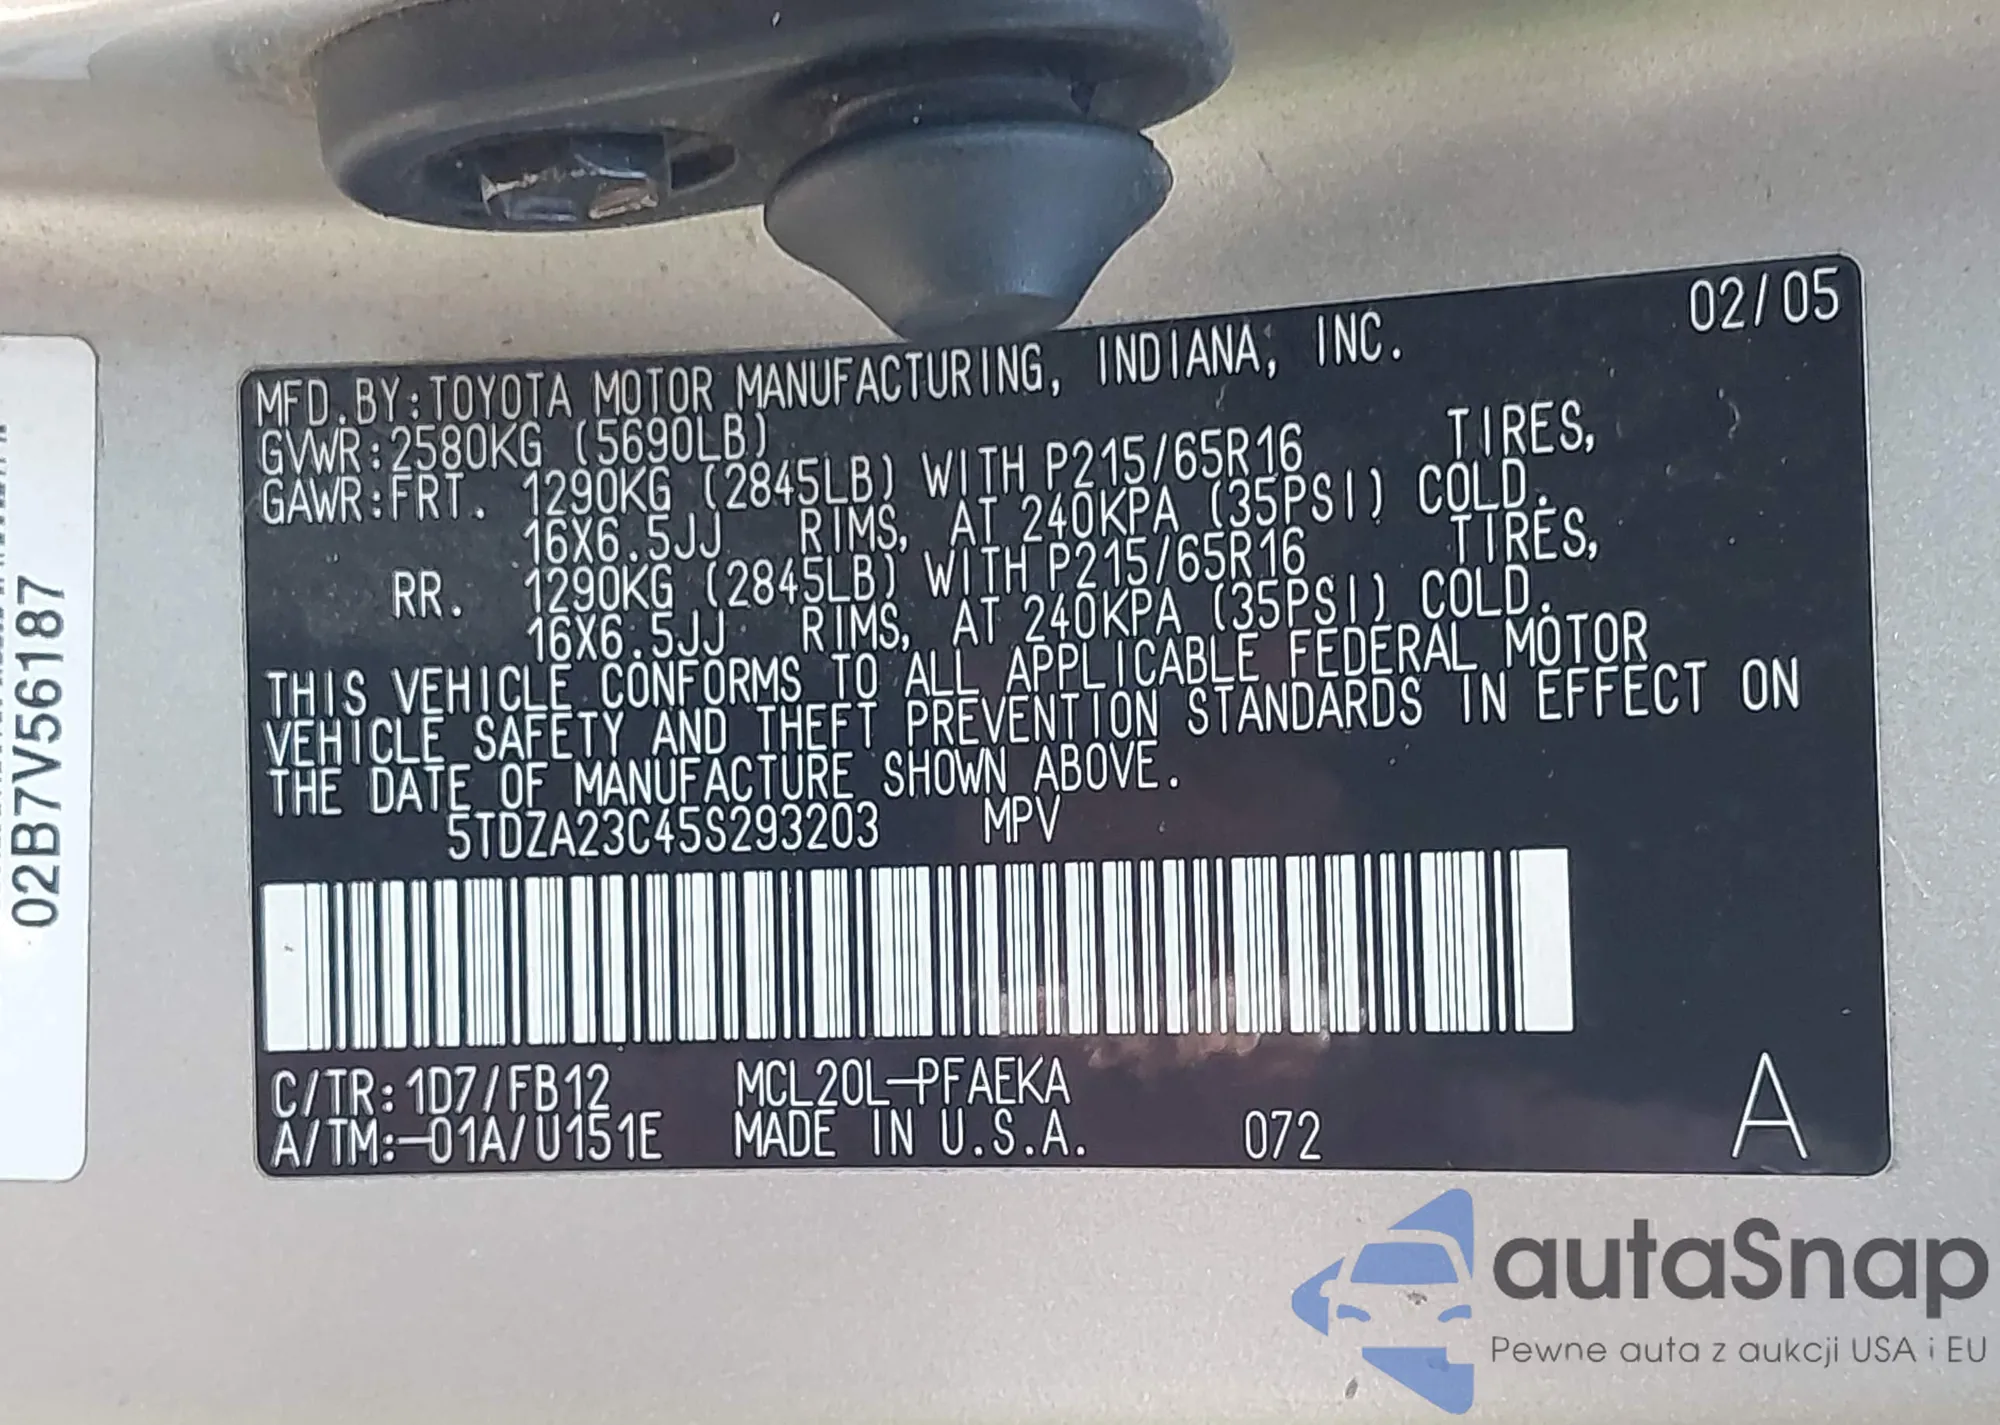 02/05
MFD.BY:TOYOTA MOTOR MANUFACTURING, INDIANA, INC.
GVWR:2580KG (5690LB)
GAWR:FRT. 1290KG (2845LB) WITH P215/65R16 TIRES,
16X6.5JJ RIMS, AT 240KPA (35PSI) COLD.
RR. 1290KG (2845LB) WITH P215/65R16 TIRES,
16X6.5JJ RIMS, AT 240KPA (35PSI) COLD.
THIS VEHICLE CONFORMS TO ALL APPLICABLE FEDERAL MOTOR
VEHICLE SAFETY AND THEFT PREVENTION STANDARDS IN EFFECT ON
THE DATE OF MANUFACTURE SHOWN ABOVE.
5TDZA23C45S293203 MPV
C/TR:1D7/FB12 MCL20L-PFAEKA
A/TM:-01A/U151E MADE IN U.S.A. 072
A
02B7V56187
autaSnap
Pewne auta z aukcji USA i EU